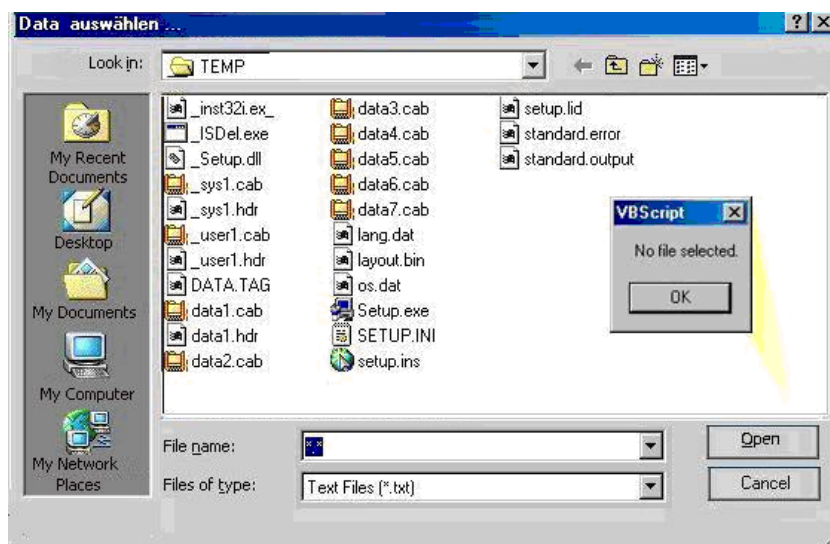 Data auswählen ...
Look in:
TEMP
My Recent
Documents
Desktop
My Documents
My Computer
My Network
Places
_inst32i.ex_
_ISDel.exe
_Setup.dll
_sys1.cab
_sys1.hdr
_user1.cab
_user1.hdr
DATA.TAG
data1.cab
data1.hdr
data2.cab
data3.cab
data4.cab
data5.cab
data6.cab
data7.cab
lang.dat
layout.bin
os.dat
Setup.exe
SETUP.INI
setup.ins
setup.lid
standard.error
standard.output
VBScript
No file selected.
OK
File name:
*.*
Open
Files of type:
Text Files (*.txt)
Cancel